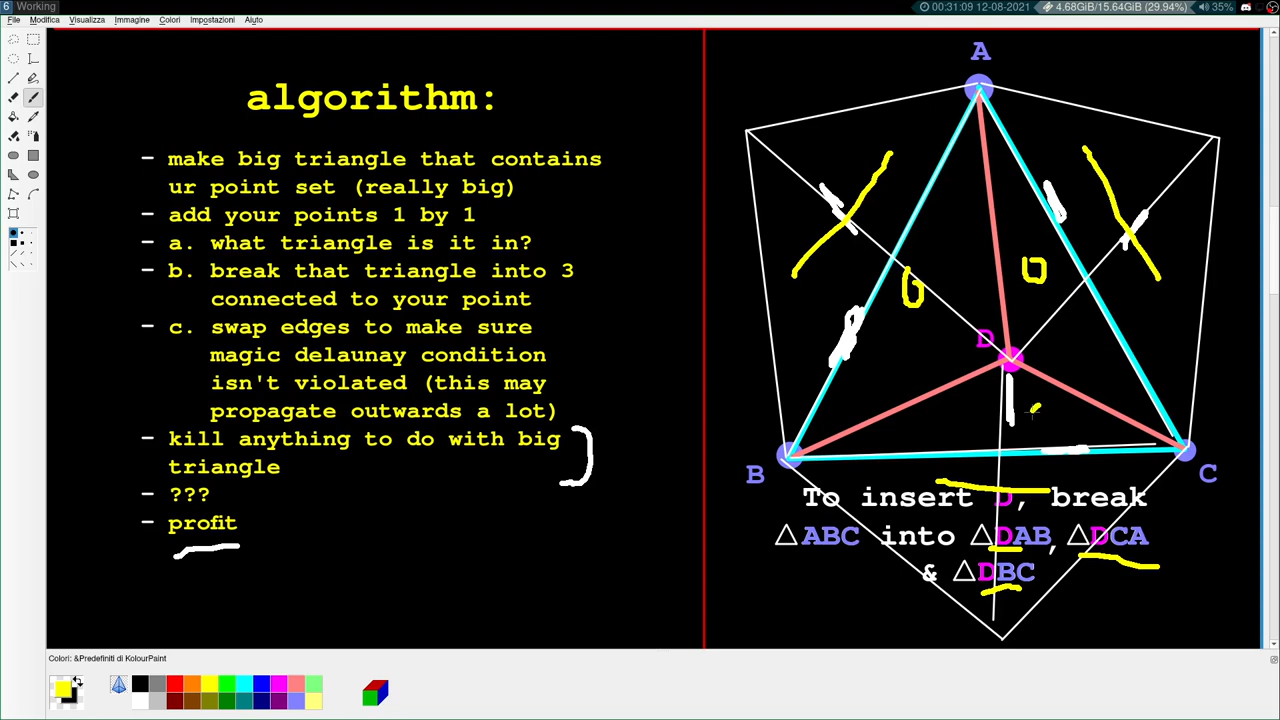 6 Working
00:31:09 12-08-2021 4.68GiB/15.64GiB (29.94%) 35%
File Modifica Visualizza Immagine Colori Impostazioni Aiuto
algorithm:
- make big triangle that contains
ur point set (really big)
- add your points 1 by 1
- a. what triangle is it in?
- b. break that triangle into 3
connected to your point
- c. swap edges to make sure
magic delaunay condition
isn't violated (this may
propagate outwards a lot)
- kill anything to do with big
triangle
- ???
- profit
A
D
B
C
To insert D, break
△ABC into △DAB, △DCA
& △DBC
Colori: &Predefiniti di KolourPaint